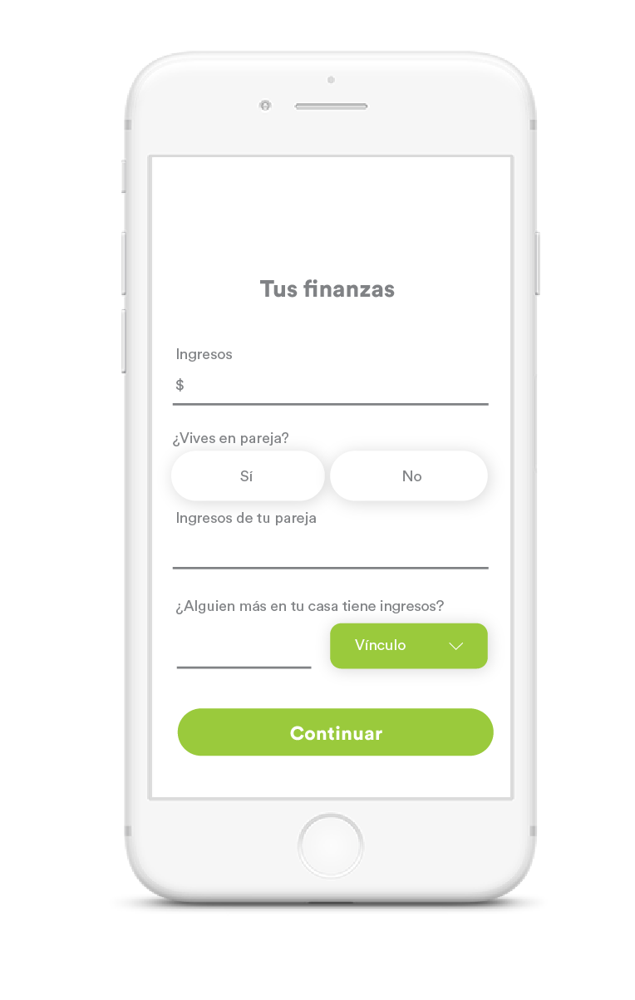 Tus finanzas
Ingresos
$
¿Vives en pareja?
Sí
No
Ingresos de tu pareja
¿Alguien más en tu casa tiene ingresos?
Vínculo
Continuar